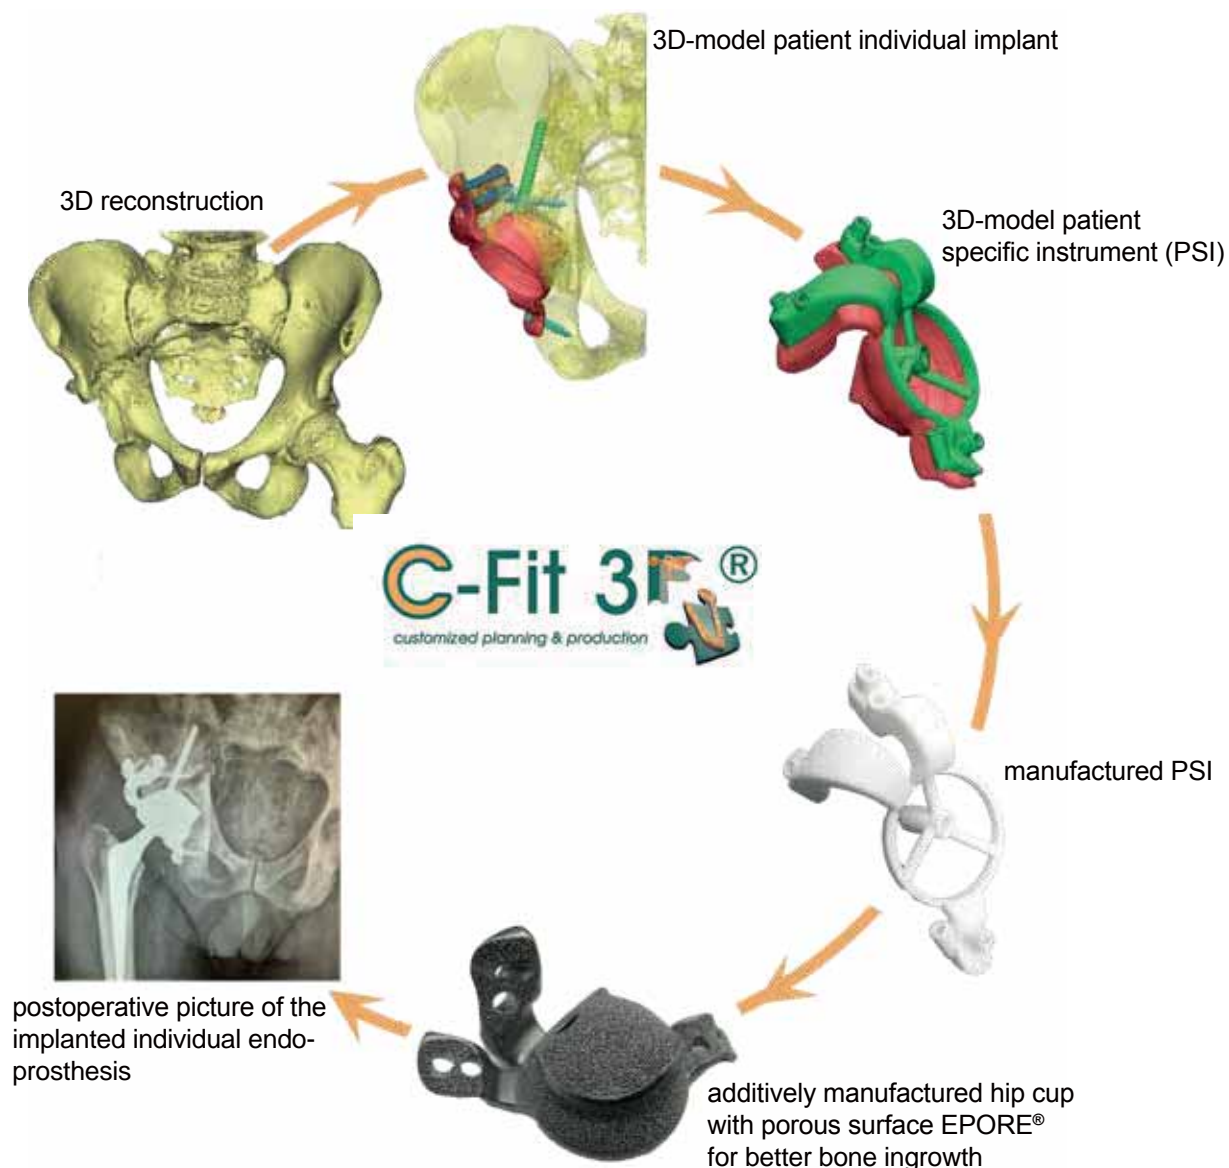 3D-model patient individual implant
3D reconstruction
3D-model patient
specific instrument (PSI)
C-Fit 3D®
customized planning & production
manufactured PSI
postoperative picture of the
implanted individual endo-
prosthesis
additively manufactured hip cup
with porous surface EPORE®
for better bone ingrowth